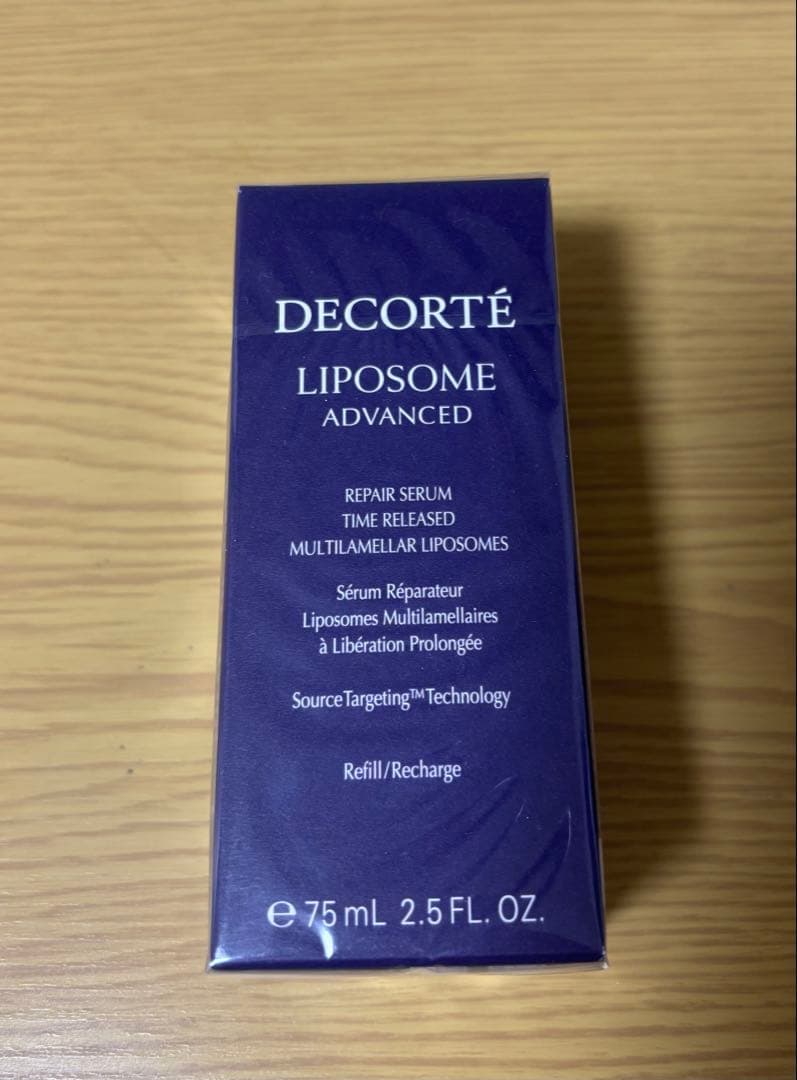 DECORTÉ
LIPOSOME
ADVANCED
REPAIR SERUM
TIME RELEASED
MULTILAMELLAR LIPOSOMES
Sérum Réparateur
Liposomes Multilamellaires
à Libération Prolongée
SourceTargeting™Technology
Refill/Recharge
℮ 75 mL 2.5 FL. OZ.